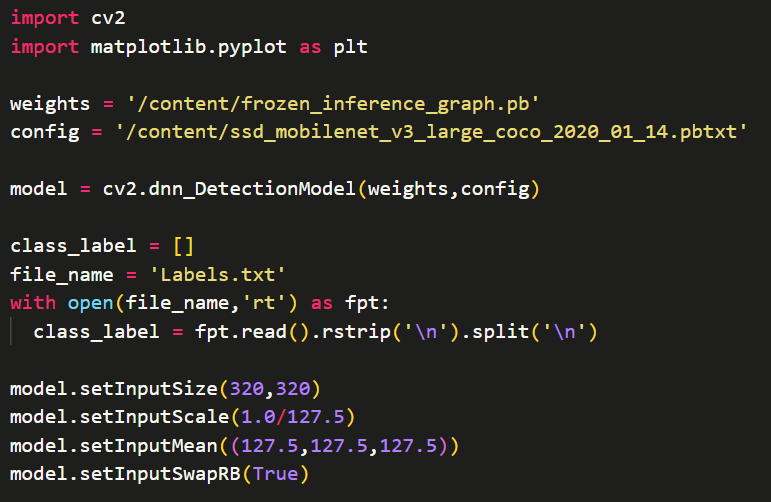 import cv2
import matplotlib.pyplot as plt
weights = '/content/frozen_inference_graph.pb'
config = '/content/ssd_mobilenet_v3_large_coco_2020_01_14.pbtxt'
model = cv2.dnn_DetectionModel(weights,config)
class_label = []
file_name = 'Labels.txt'
with open(file_name,'rt') as fpt:
  class_label = fpt.read().rstrip('\n').split('\n')
model.setInputSize(320,320)
model.setInputScale(1.0/127.5)
model.setInputMean((127.5,127.5,127.5))
model.setInputSwapRB(True)